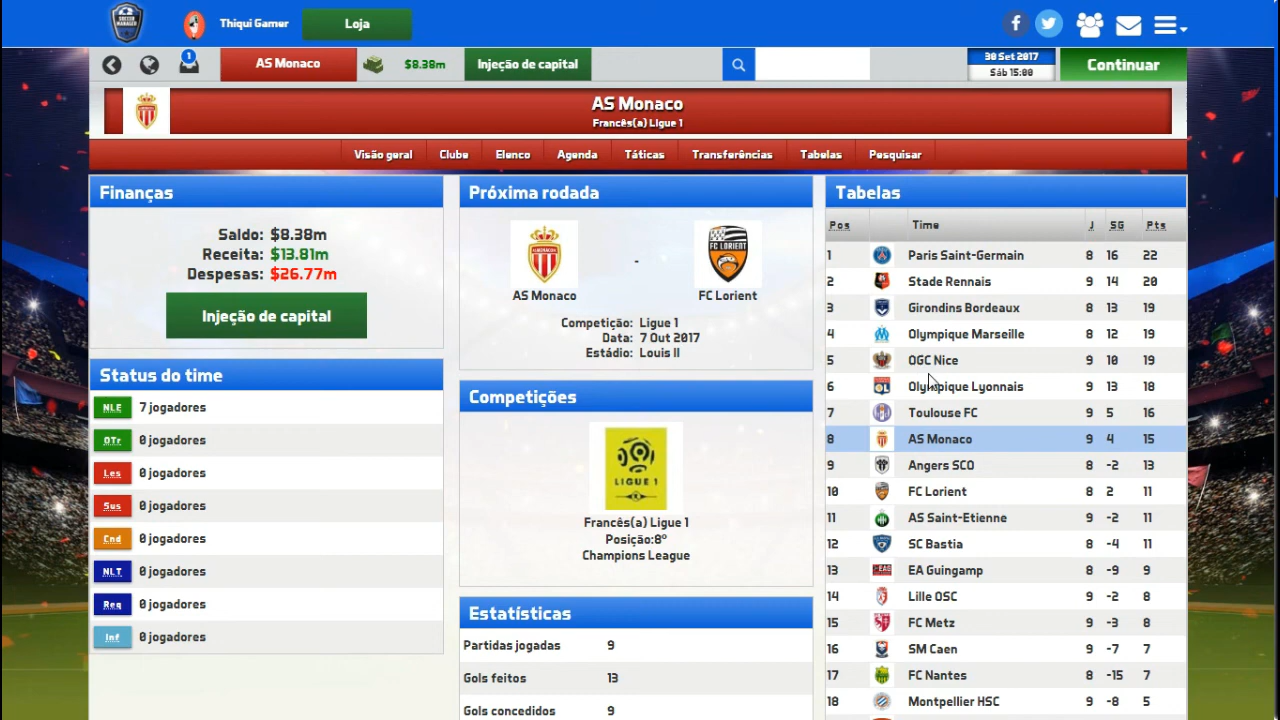 SOCCER MANAGER
Thiqui Gamer
Loja
1
AS Monaco
$8.38m
Injeção de capital
30 Set 2017
Sáb 15:00
Continuar
AS Monaco
Francês(a) Ligue 1
Visão geral
Clube
Elenco
Agenda
Táticas
Transferências
Tabelas
Pesquisar
Finanças
Saldo: $8.38m
Receita: $13.81m
Despesas: $26.77m
Injeção de capital
Status do time
NLE 7 jogadores
OTr 0 jogadores
Les 0 jogadores
Sus 0 jogadores
Cnd 0 jogadores
NLT 0 jogadores
Req 0 jogadores
Inf 0 jogadores
Próxima rodada
FC LORIENT
-
AS Monaco
FC Lorient
Competição: Ligue 1
Data: 7 Out 2017
Estádio: Louis II
Competições
LIGUE 1
Francês(a) Ligue 1
Posição:8º
Champions League
Estatísticas
Partidas jogadas 9
Gols feitos 13
Gols concedidos 9
Tabelas
Pos Time J SG Pts
1 Paris Saint-Germain 8 16 22
2 Stade Rennais 9 14 20
3 Girondins Bordeaux 8 13 19
4 Olympique Marseille 8 12 19
5 OGC Nice 9 10 19
6 Olympique Lyonnais 9 13 18
7 Toulouse FC 9 5 16
8 AS Monaco 9 4 15
9 Angers SCO 8 -2 13
10 FC Lorient 8 2 11
11 AS Saint-Etienne 9 -2 11
12 SC Bastia 8 -4 11
13 EA Guingamp 8 -9 9
14 Lille OSC 9 -2 8
15 FC Metz 9 -3 8
16 SM Caen 9 -7 7
17 FC Nantes 8 -15 7
18 Montpellier HSC 9 -8 5